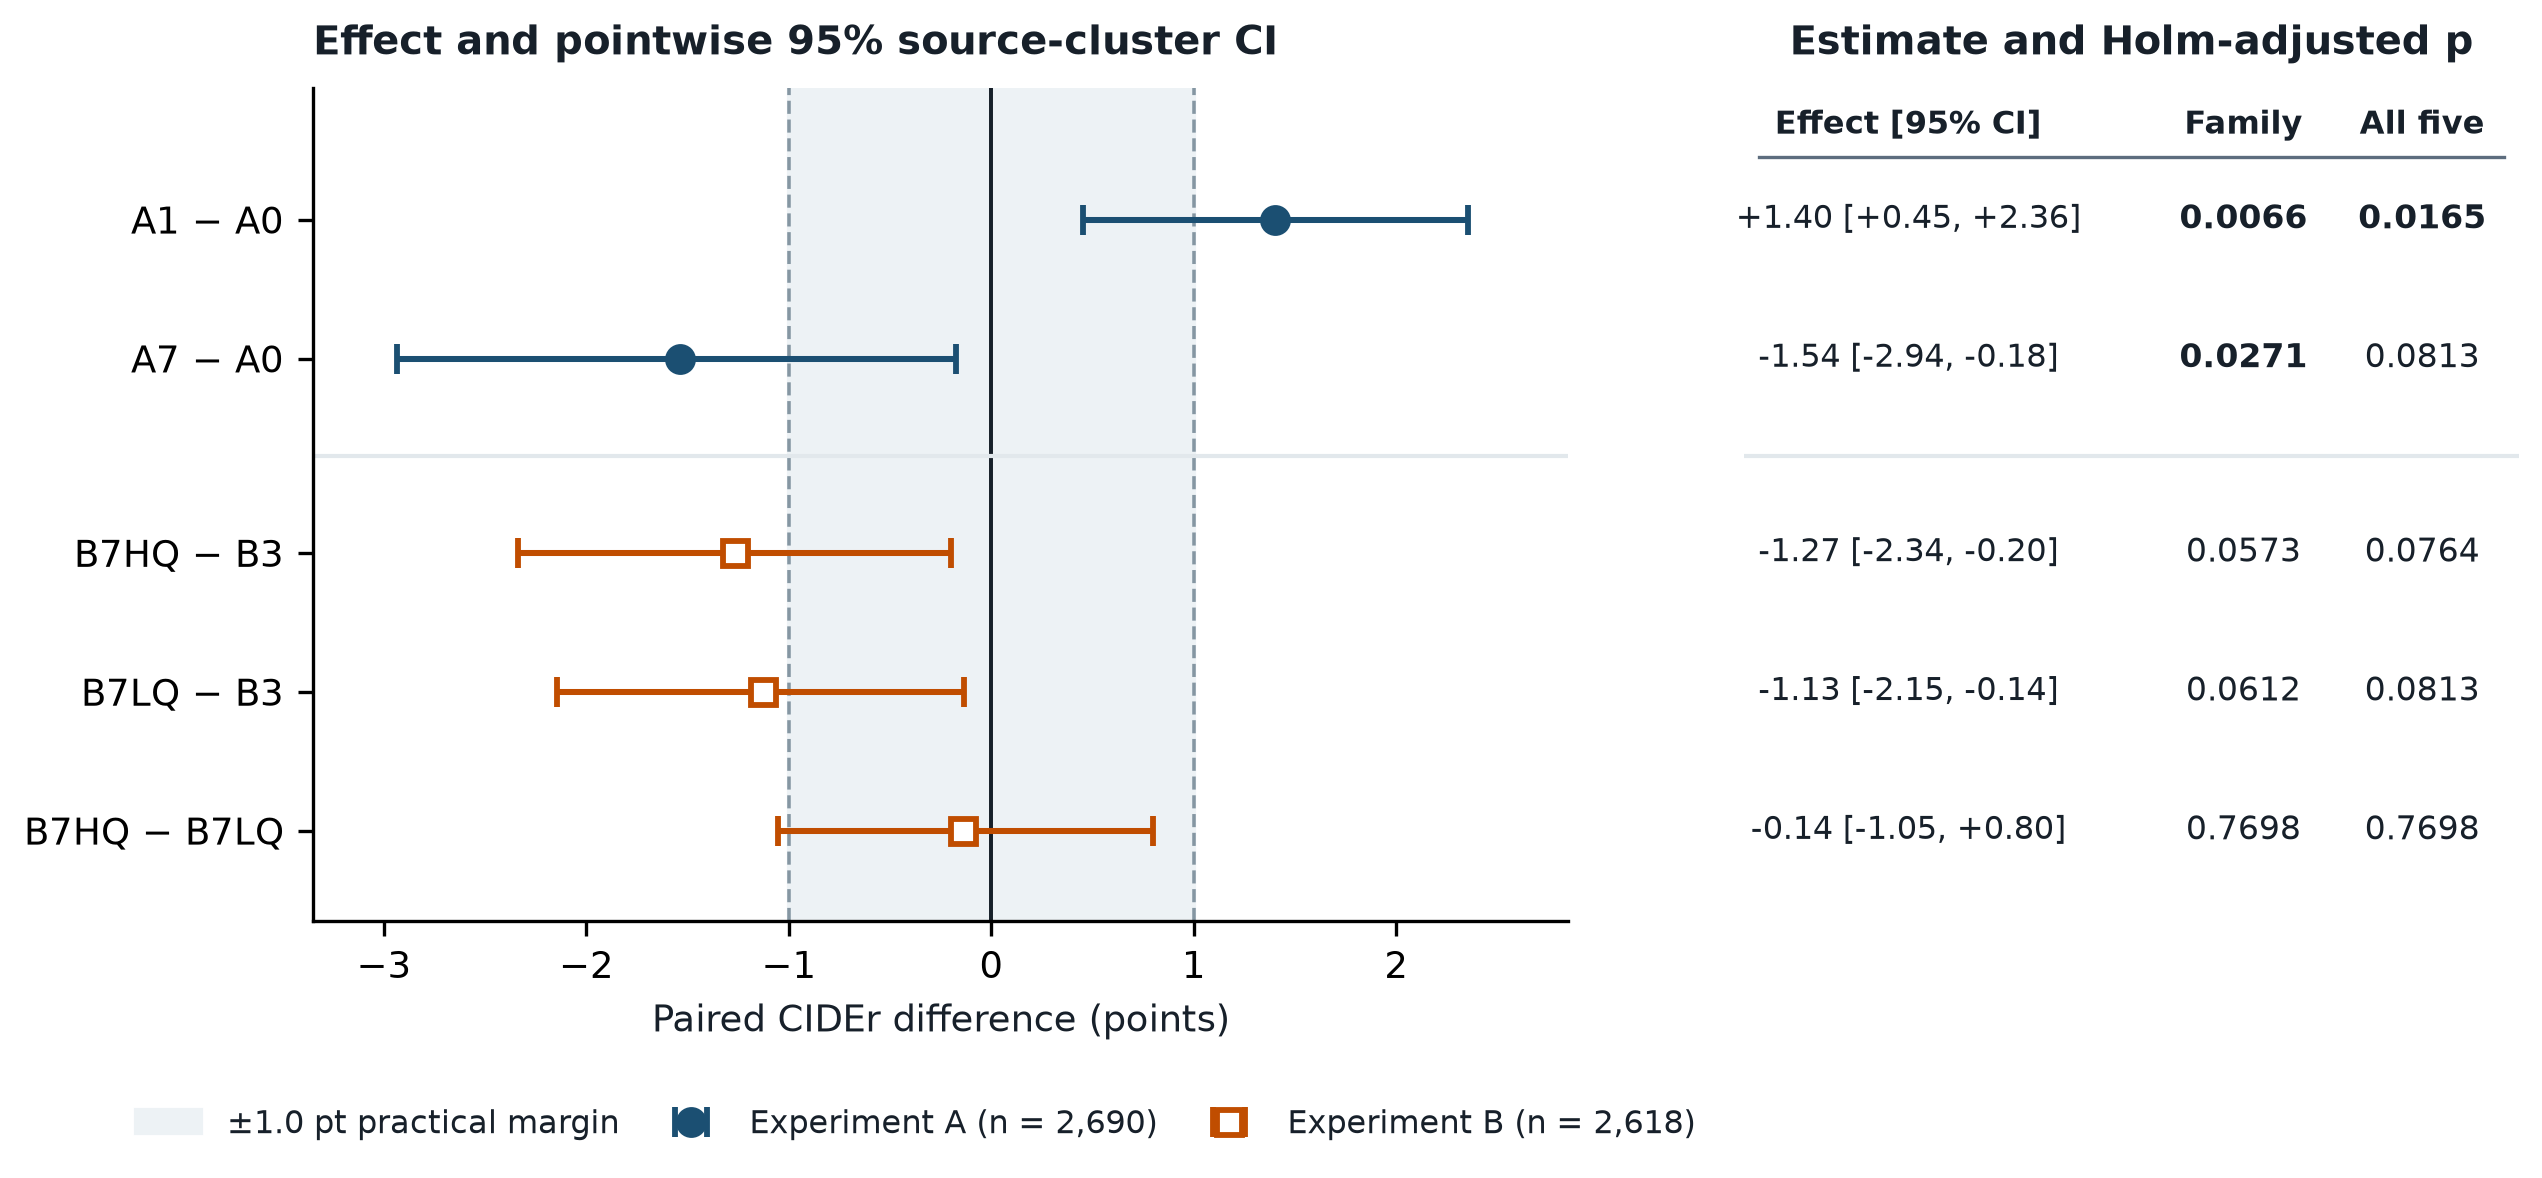 Effect and pointwise 95% source-cluster CI
Estimate and Holm-adjusted p
Effect [95% CI] Family All five
A1 − A0 +1.40 [+0.45, +2.36] 0.0066 0.0165
A7 − A0 -1.54 [-2.94, -0.18] 0.0271 0.0813
B7HQ − B3 -1.27 [-2.34, -0.20] 0.0573 0.0764
B7LQ − B3 -1.13 [-2.15, -0.14] 0.0612 0.0813
B7HQ − B7LQ -0.14 [-1.05, +0.80] 0.7698 0.7698
−3 −2 −1 0 1 2
Paired CIDEr difference (points)
±1.0 pt practical margin Experiment A (n = 2,690) Experiment B (n = 2,618)